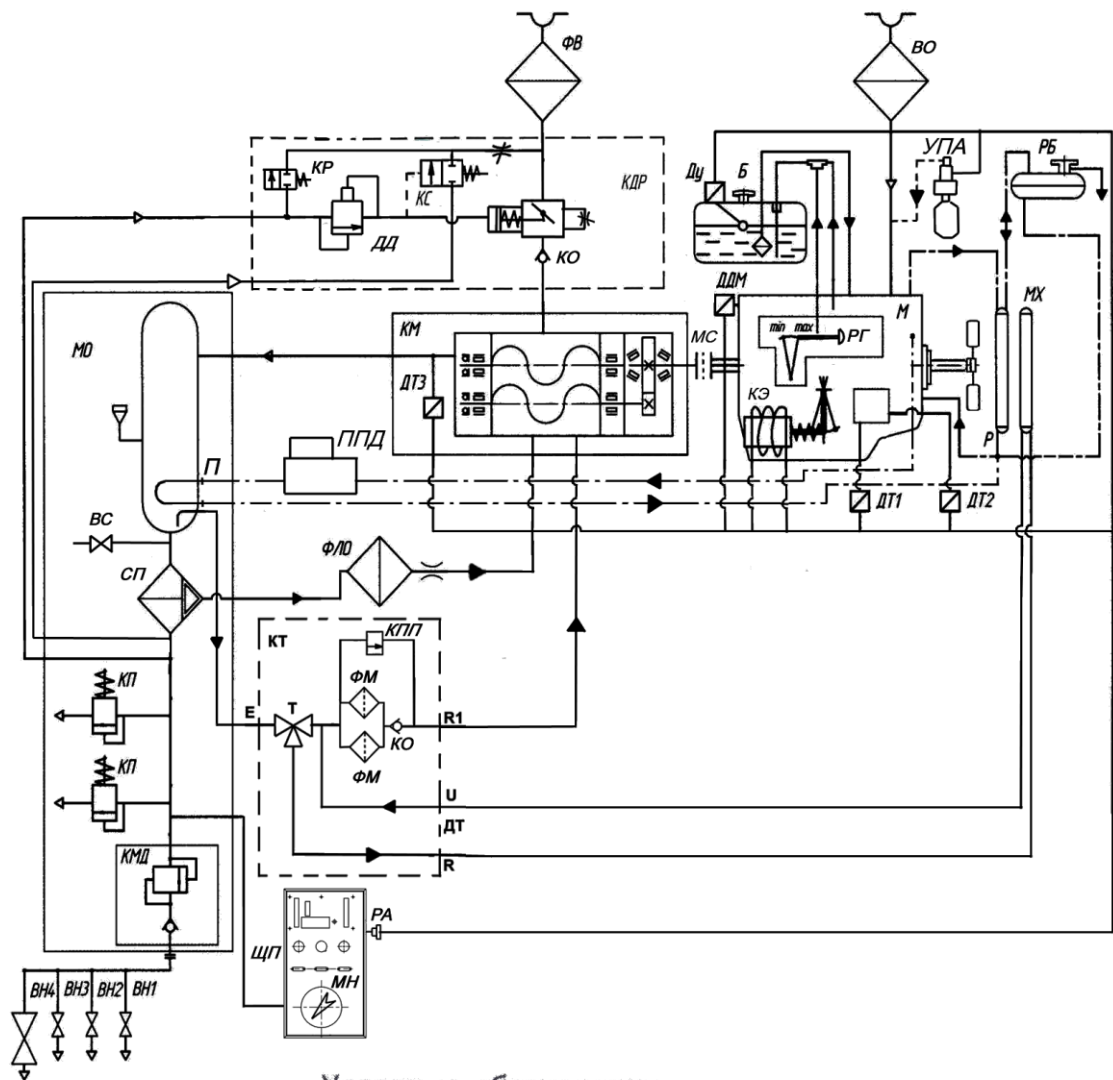 ФВ
ВО
КР
КС
КДР
ДД
КО
Ду
Б
УПА
РБ
ДДМ
М
МХ
МО
КМ
МС
min max
РГ
ДТ3
КЭ
Р
ППД
П
ДТ1
ДТ2
ВС
ФЛО
СП
КТ
КПП
ФМ
КП
Е
Т
R1
КО
ФМ
КП
U
ДТ
R
КМД
РА
ЩП
МН
ВН4
ВН3
ВН2
ВН1